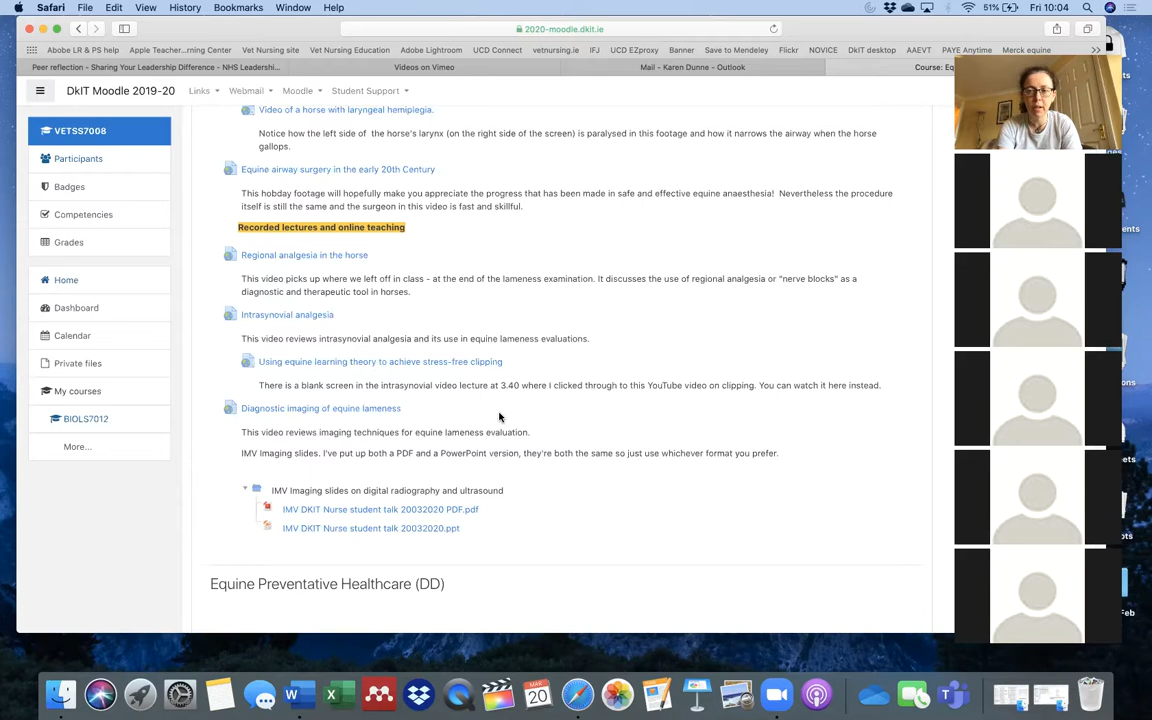 Safari File Edit View History Bookmarks Window Help 51% Fri 10:04
2020-moodle.dkit.ie
Abobe LR & PS help Apple Teacher...rning Center Vet Nursing site Vet Nursing Education Abobe Lightroom UCD Connect vetnursing.ie IFJ UCD EZproxy Banner Save to Mendeley Flickr NOVICE DkIT desktop AAEVT PAYE Anytime Merck equine
Peer reflection - Sharing Your Leadership Difference - NHS Leadershi... Videos on Vimeo Mail - Karen Dunne - Outlook Course: Eq
DkIT Moodle 2019-20 Links Webmail Moodle Student Support
VETSS7008
Participants
Badges
Competencies
Grades
Home
Dashboard
Calendar
Private files
My courses
BIOLS7012
More...
Video of a horse with laryngeal hemiplegia.
Notice how the left side of the horse's larynx (on the right side of the screen) is paralysed in this footage and how it narrows the airway when the horse
gallops.
Equine airway surgery in the early 20th Century
This hobday footage will hopefully make you appreciate the progress that has been made in safe and effective equine anaesthesia! Nevertheless the procedure
itself is still the same and the surgeon in this video is fast and skillful.
Recorded lectures and online teaching
Regional analgesia in the horse
This video picks up where we left off in class - at the end of the lameness examination. It discusses the use of regional analgesia or "nerve blocks" as a
diagnostic and therapeutic tool in horses.
Intrasynovial analgesia
This video reviews intrasynovial analgesia and its use in equine lameness evaluations.
Using equine learning theory to achieve stress-free clipping
There is a blank screen in the intrasynovial video lecture at 3.40 where I clicked through to this YouTube video on clipping. You can watch it here instead.
Diagnostic imaging of equine lameness
This video reviews imaging techniques for equine lameness evaluation.
IMV Imaging slides. I've put up both a PDF and a PowerPoint version, they're both the same so just use whichever format you prefer.
IMV Imaging slides on digital radiography and ultrasound
IMV DKIT Nurse student talk 20032020 PDF.pdf
IMV DKIT Nurse student talk 20032020.ppt
Equine Preventative Healthcare (DD)
MAR
20